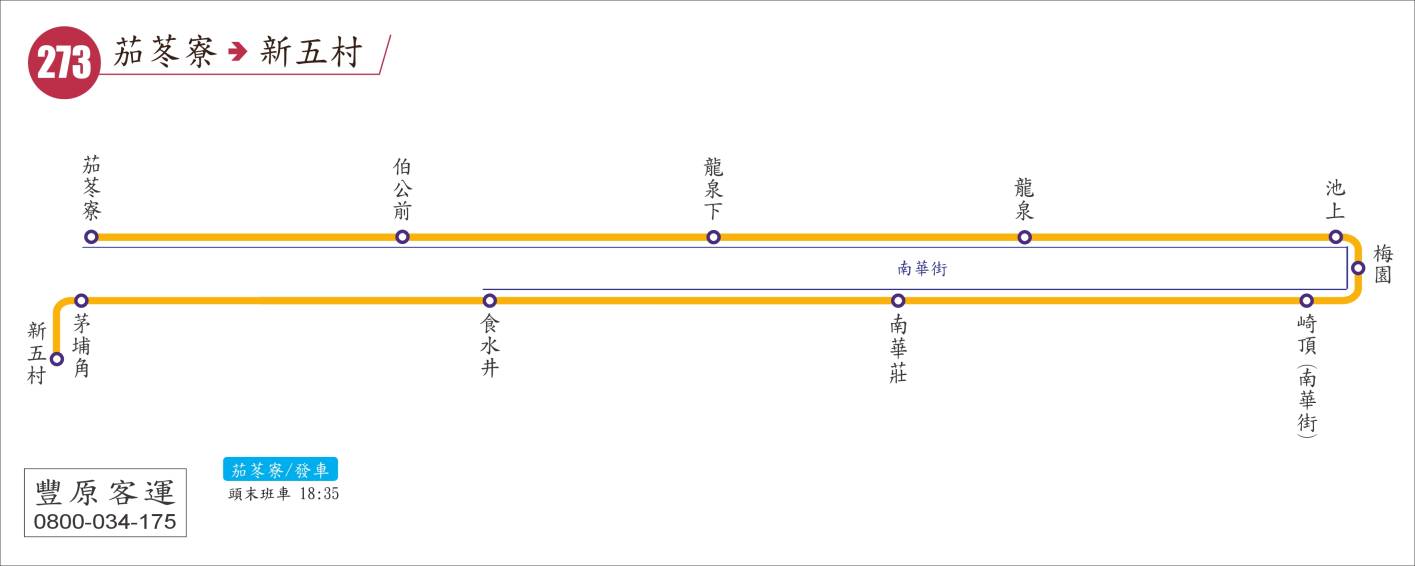 273
茄苳寮➔新五村
茄苳寮
伯公前
龍泉下
龍泉
池上
梅園
南華街
崎頂(南華街)
南華莊
食水井
茅埔角
新五村
茄苳寮/發車
頭末班車 18:35
豐原客運
0800-034-175